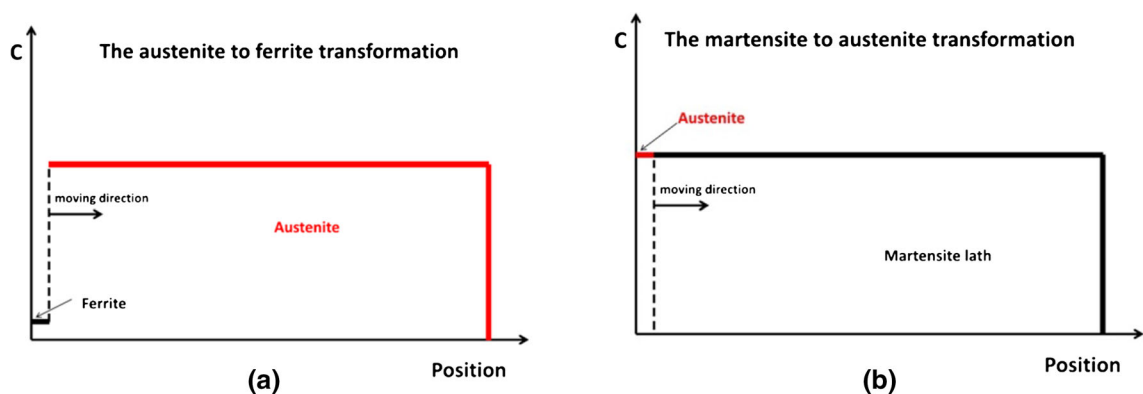 C
The austenite to ferrite transformation
moving direction
Austenite
Ferrite
Position
(a)
C
The martensite to austenite transformation
Austenite
moving direction
Martensite lath
Position
(b)